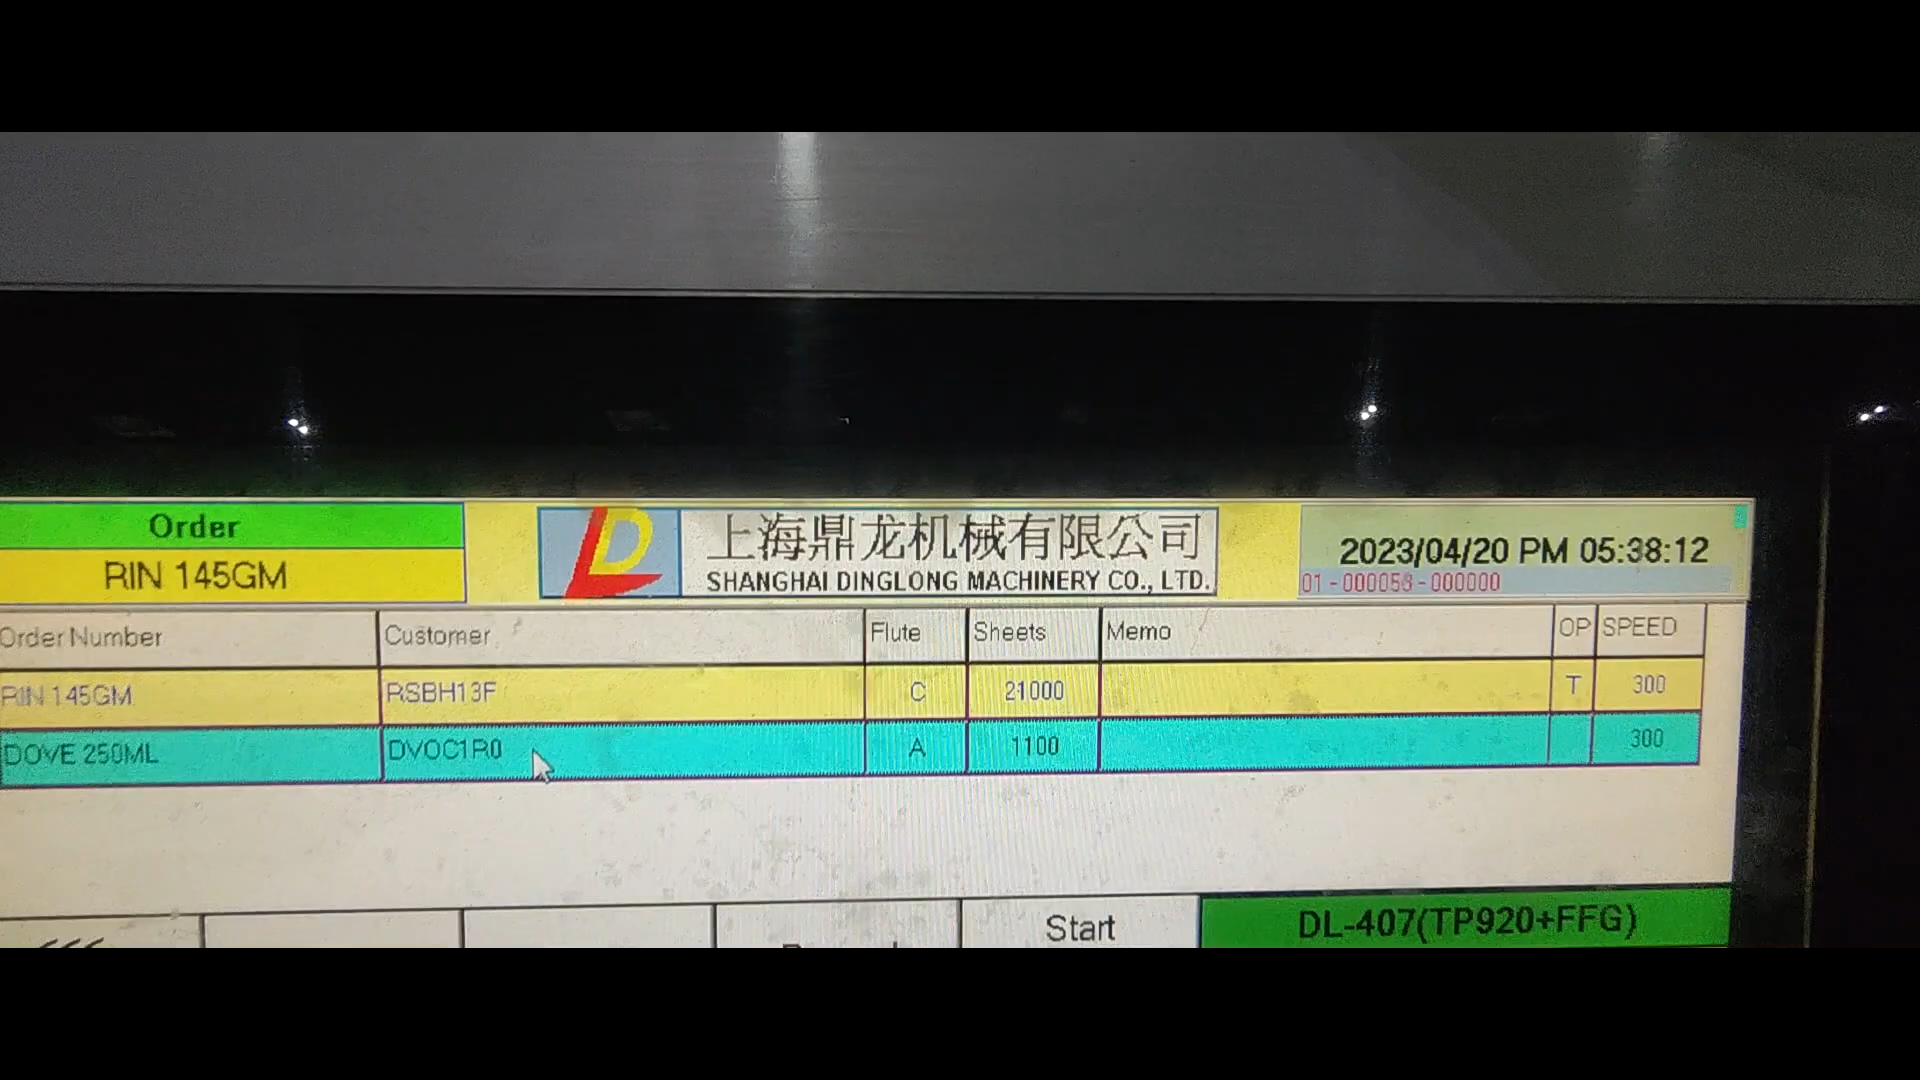 Order
RIN 145GM
上海鼎龙机械有限公司
SHANGHAI DINGLONG MACHINERY CO., LTD.
2023/04/20 PM 05:38:12
01-000058-000000
Order Number Customer Flute Sheets Memo OP SPEED
RIN 145GM RSBH13F C 21000 T 300
DOVE 250ML DVOC1R0 A 1100 300
<<<
Start
DL-407(TP920+FFG)